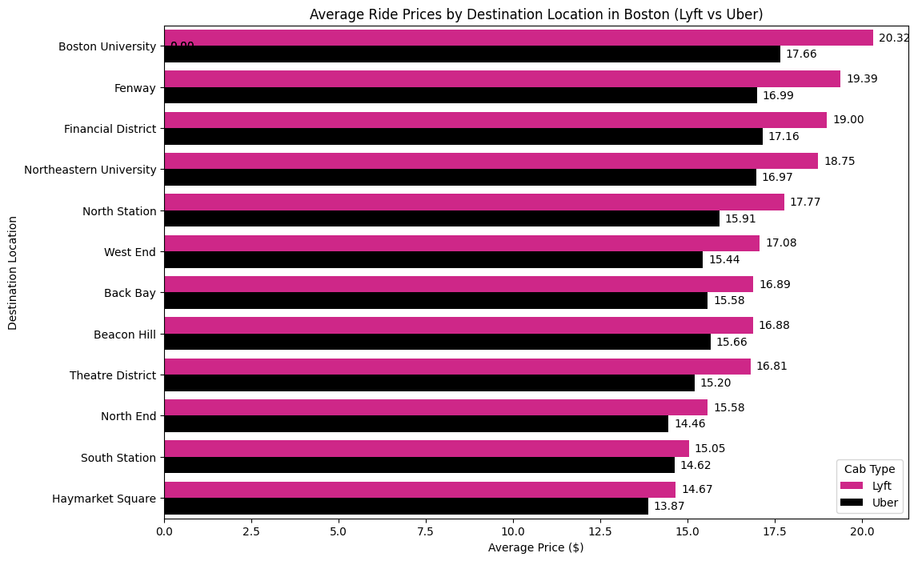 Average Ride Prices by Destination Location in Boston (Lyft vs Uber)
Destination Location
Boston University 0.00 20.32
17.66
Fenway 19.39
16.99
Financial District 19.00
17.16
Northeastern University 18.75
16.97
North Station 17.77
15.91
West End 17.08
15.44
Back Bay 16.89
15.58
Beacon Hill 16.88
15.66
Theatre District 16.81
15.20
North End 15.58
14.46
South Station 15.05
14.62
Haymarket Square 14.67
13.87
Cab Type
Lyft
Uber
0.0 2.5 5.0 7.5 10.0 12.5 15.0 17.5 20.0
Average Price ($)